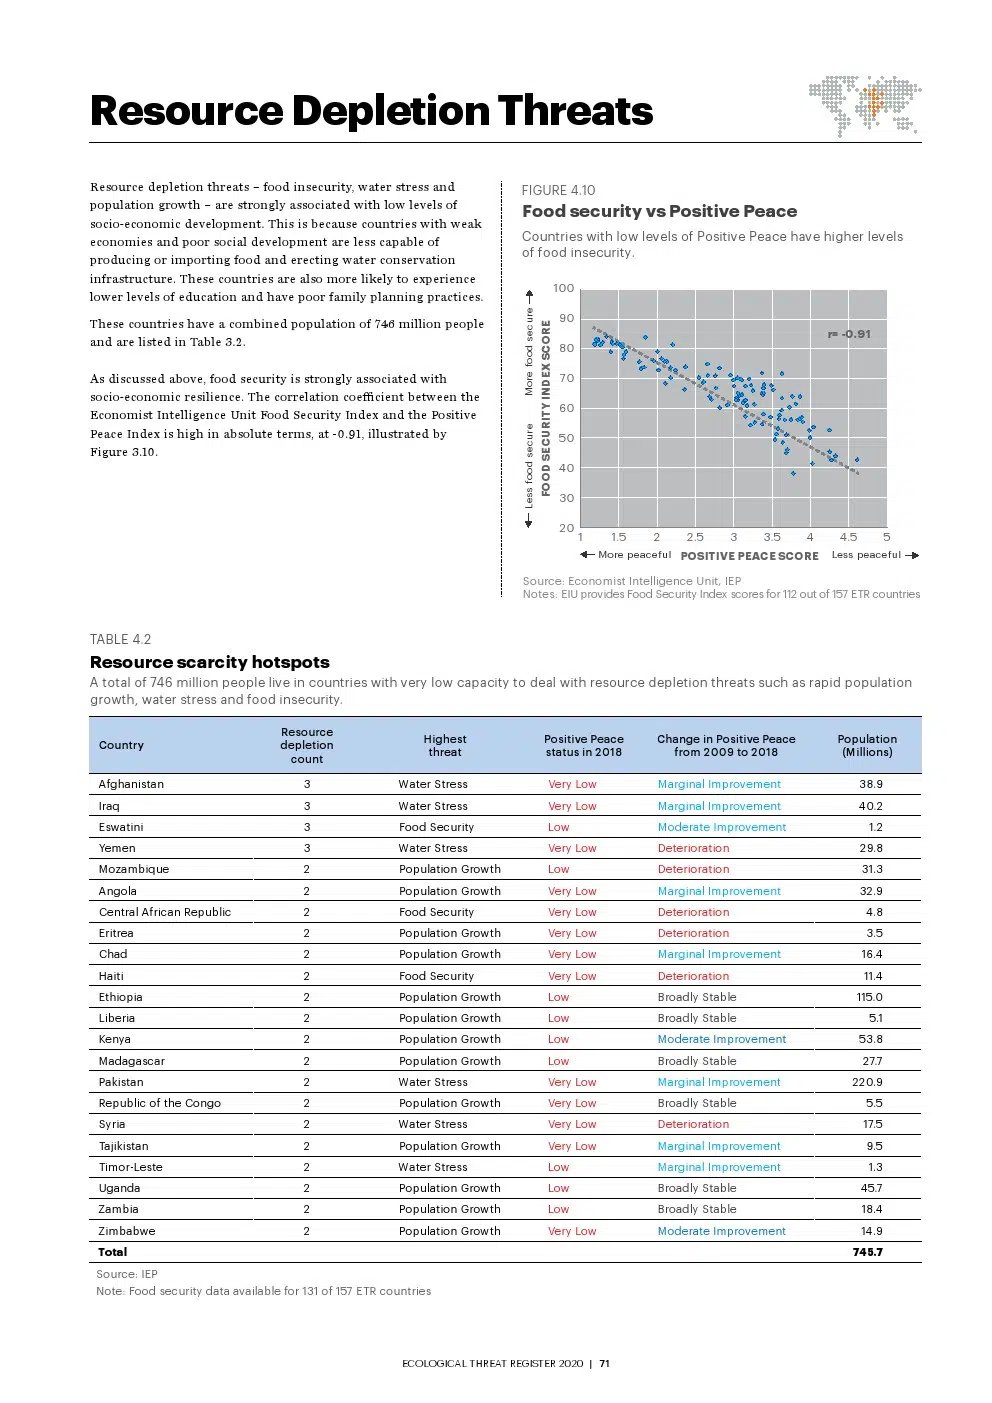 Resource Depletion Threats
Resource depletion threats – food insecurity, water stress and
population growth – are strongly associated with low levels of
socio-economic development. This is because countries with weak
economies and poor social development are less capable of
producing or importing food and erecting water conservation
infrastructure. These countries are also more likely to experience
lower levels of education and have poor family planning practices.
These countries have a combined population of 746 million people
and are listed in Table 3.2.
As discussed above, food security is strongly associated with
socio-economic resilience. The correlation coefficient between the
Economist Intelligence Unit Food Security Index and the Positive
Peace Index is high in absolute terms, at -0.91, illustrated by
Figure 3.10.
FIGURE 4.10
Food security vs Positive Peace
Countries with low levels of Positive Peace have higher levels
of food insecurity.
More food secure
Less food secure
FOOD SECURITY INDEX SCORE
100
90
80
70
60
50
40
30
20
r= -0.91
1 1.5 2 2.5 3 3.5 4 4.5 5
More peaceful POSITIVE PEACE SCORE Less peaceful
Source: Economist Intelligence Unit, IEP
Notes: EIU provides Food Security Index scores for 112 out of 157 ETR countries
TABLE 4.2
Resource scarcity hotspots
A total of 746 million people live in countries with very low capacity to deal with resource depletion threats such as rapid population
growth, water stress and food insecurity.
Country
Resource
depletion
count
Highest
threat
Positive Peace
status in 2018
Change in Positive Peace
from 2009 to 2018
Population
(Millions)
Afghanistan 3 Water Stress Very Low Marginal Improvement 38.9
Iraq 3 Water Stress Very Low Marginal Improvement 40.2
Eswatini 3 Food Security Low Moderate Improvement 1.2
Yemen 3 Water Stress Very Low Deterioration 29.8
Mozambique 2 Population Growth Low Deterioration 31.3
Angola 2 Population Growth Very Low Marginal Improvement 32.9
Central African Republic 2 Food Security Very Low Deterioration 4.8
Eritrea 2 Population Growth Very Low Deterioration 3.5
Chad 2 Population Growth Very Low Marginal Improvement 16.4
Haiti 2 Food Security Very Low Deterioration 11.4
Ethiopia 2 Population Growth Low Broadly Stable 115.0
Liberia 2 Population Growth Low Broadly Stable 5.1
Kenya 2 Population Growth Low Moderate Improvement 53.8
Madagascar 2 Population Growth Low Broadly Stable 27.7
Pakistan 2 Water Stress Very Low Marginal Improvement 220.9
Republic of the Congo 2 Population Growth Very Low Broadly Stable 5.5
Syria 2 Water Stress Very Low Deterioration 17.5
Tajikistan 2 Population Growth Very Low Marginal Improvement 9.5
Timor-Leste 2 Water Stress Low Marginal Improvement 1.3
Uganda 2 Population Growth Low Broadly Stable 45.7
Zambia 2 Population Growth Low Broadly Stable 18.4
Zimbabwe 2 Population Growth Very Low Moderate Improvement 14.9
Total 745.7
Source: IEP
Note: Food security data available for 131 of 157 ETR countries
ECOLOGICAL THREAT REGISTER 2020 | 71